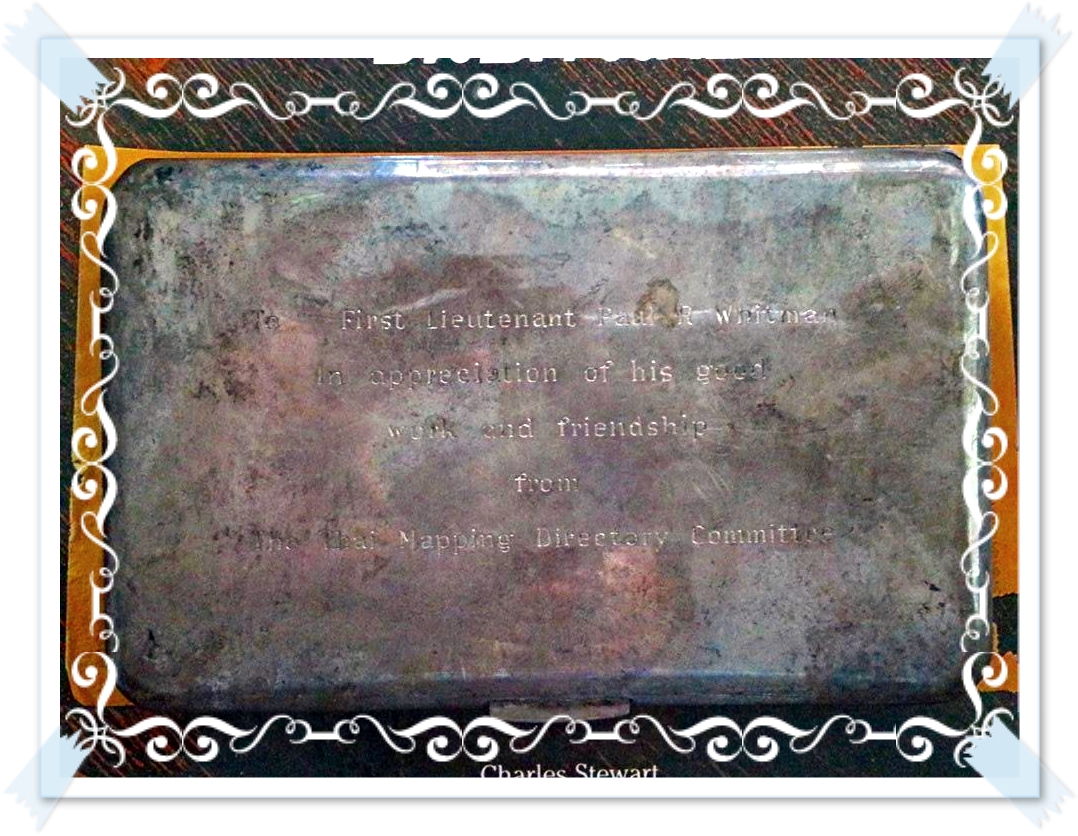 To First Lieutenant Paul R Whitman
In appreciation of his good
work and friendship
from
The Thai Mapping Directory Committee
Charles Stewart